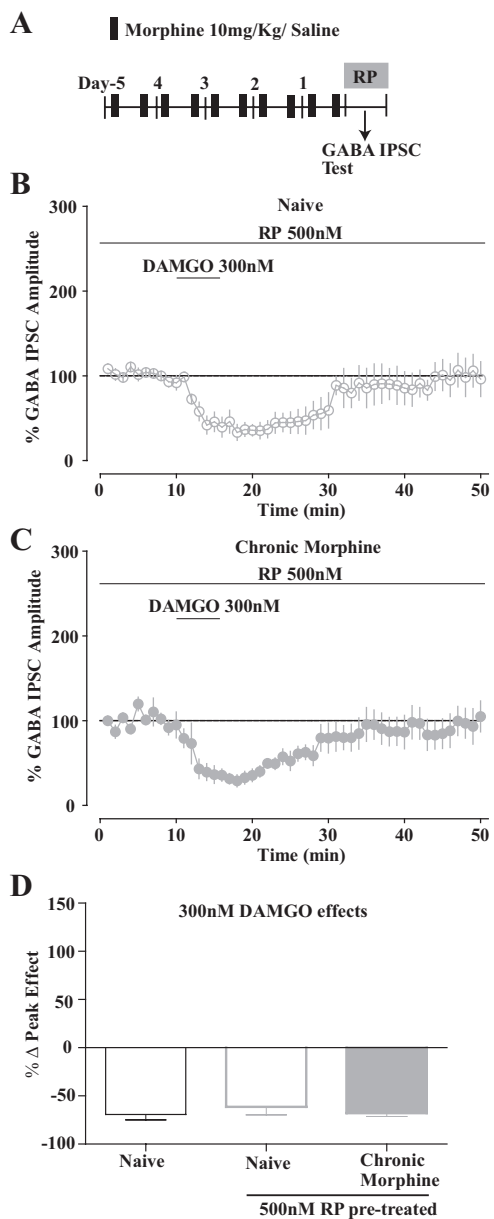 A
Morphine 10mg/Kg/ Saline
Day-5 4 3 2 1 RP
GABA IPSC
Test
B
Naive
RP 500nM
DAMGO 300nM
% GABA IPSC Amplitude
300
200
100
0
0 10 20 30 40 50
Time (min)
C
Chronic Morphine
RP 500nM
DAMGO 300nM
% GABA IPSC Amplitude
300
200
100
0
0 10 20 30 40 50
Time (min)
D
300nM DAMGO effects
% Δ Peak Effect
150
100
50
0
-50
-100
Naive Naive Chronic
Morphine
500nM RP pre-treated